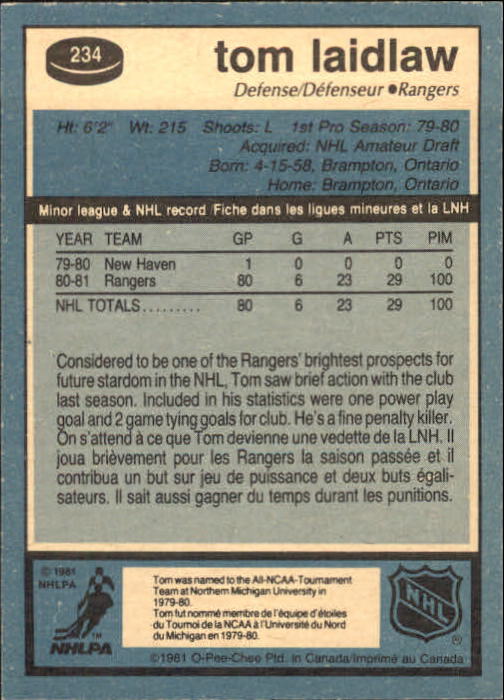 234
tom laidlaw
Defense/Défenseur ●Rangers
Ht: 6'2" Wt: 215 Shoots: L 1st Pro Season: 79-80
Acquired: NHL Amateur Draft
Born: 4-15-58, Brampton, Ontario
Home: Brampton, Ontario
Minor league & NHL record/Fiche dans les ligues mineures et la LNH
YEAR TEAM GP G A PTS PIM
79-80 New Haven 1 0 0 0 0
80-81 Rangers 80 6 23 29 100
NHL TOTALS......... 80 6 23 29 100
Considered to be one of the Rangers' brightest prospects for
future stardom in the NHL, Tom saw brief action with the club
last season. Included in his statistics were one power play
goal and 2 game tying goals for club. He's a fine penalty killer.
On s'attend à ce que Tom devienne une vedette de la LNH. Il
joua brièvement pour les Rangers la saison passée et il
contribua un but sur jeu de puissance et deux buts égali-
sateurs. Il sait aussi gagner du temps durant les punitions.
© 1981
NHLPA
TM
NHLPA
Tom was named to the All-NCAA-Tournament
Team at Northern Michigan University in
1979-80.
Tom fut nommé membre de l'équipe d'étoiles
du Tournoi de la NCAA à l'Université du Nord
du Michigan en 1979-80.
NHL
®
©1981 O-Pee-Chee Ptd. in Canada/Imprimé au Canada